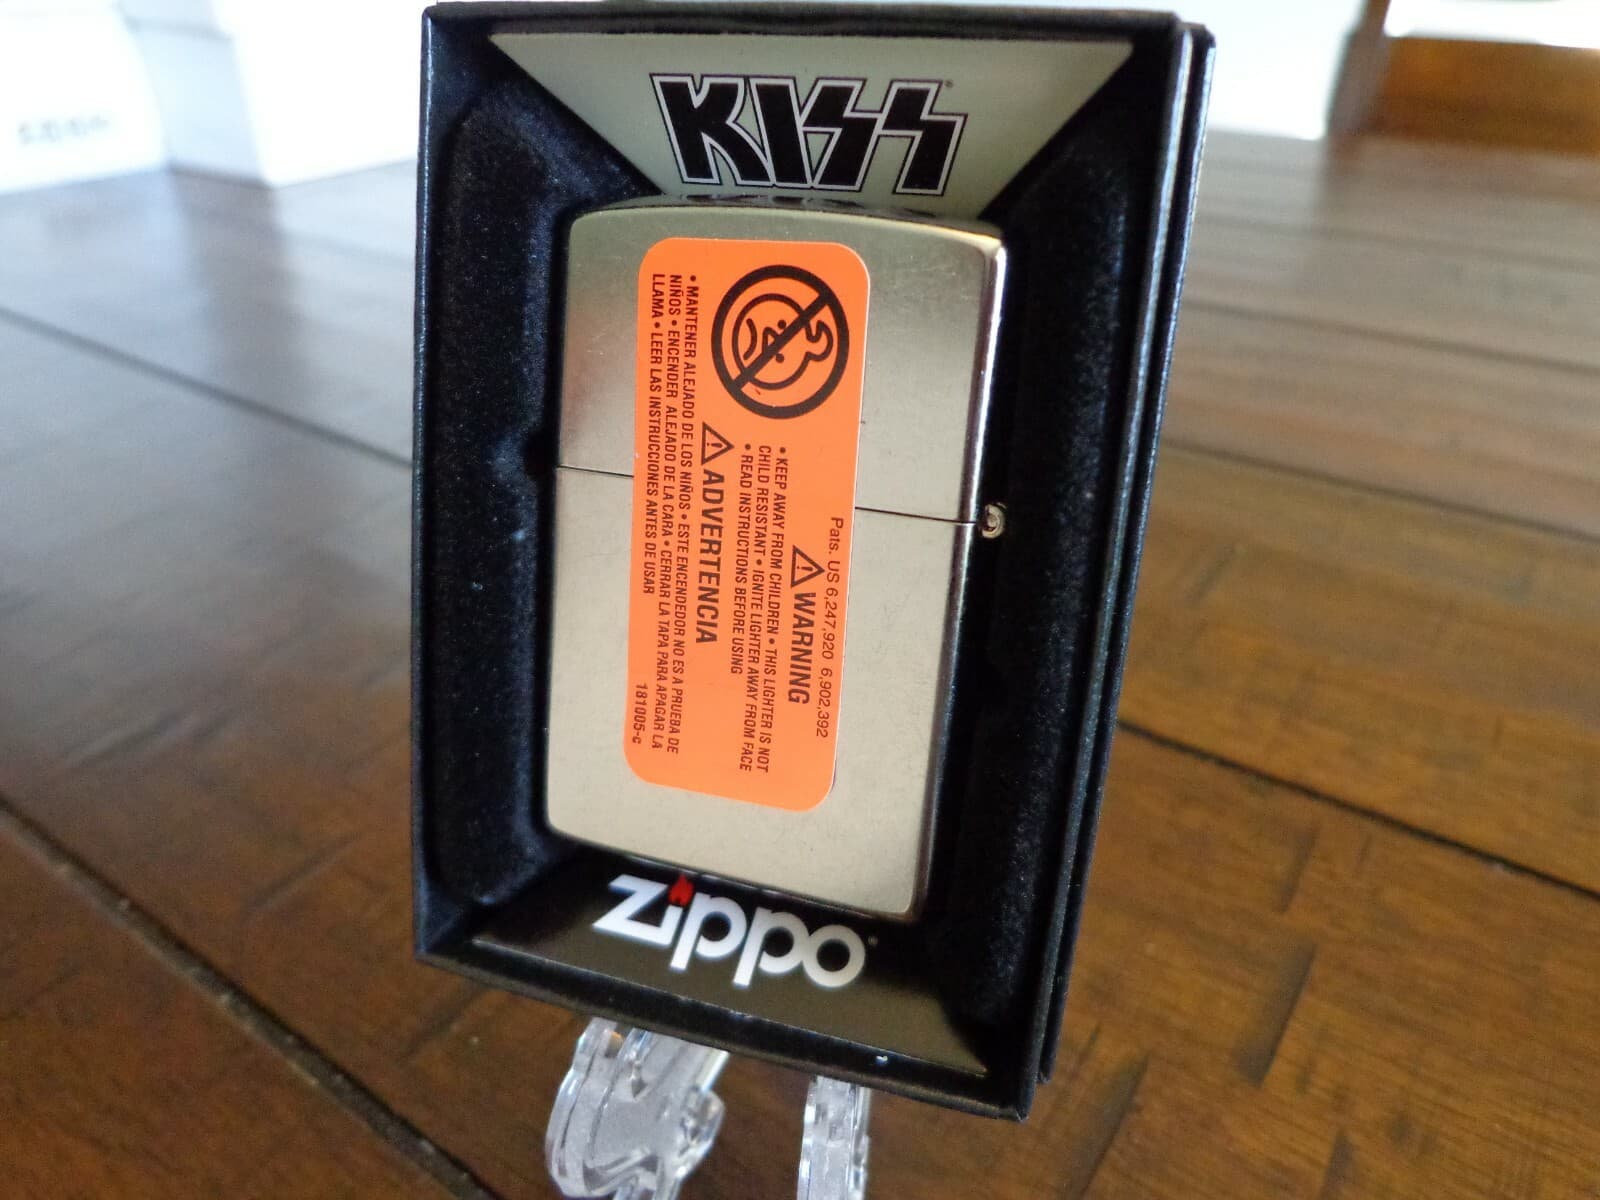 KISS
Pats. US 6,247,920 6,902,392
WARNING
• KEEP AWAY FROM CHILDREN • THIS LIGHTER IS NOT
CHILD RESISTANT • IGNITE LIGHTER AWAY FROM FACE
• READ INSTRUCTIONS BEFORE USING
ADVERTENCIA
• MANTENER ALEJADO DE LOS NIÑOS • ESTE ENCENDEDOR NO ES A PRUEBA DE
NIÑOS • ENCENDER ALEJADO DE LA CARA • CERRAR LA TAPA PARA APAGAR LA
LLAMA • LEER LAS INSTRUCCIONES ANTES DE USAR
181005-c
zippo